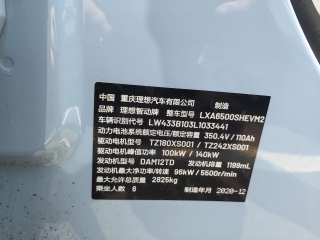 中国 重庆理想汽车有限公司 制造
品牌 理想智动牌 整车型号 LXA6500SHEVM2
车辆识别代号 LW433B103L1033441
动力电池系统额定电压/额定容量 350.4V/110Ah
驱动电机型号 TZ180XS001 / TZ242XS001
驱动电机峰值功率 100kW / 140kW
发动机型号 DAM12TD 发动机排量 1199mL
发动机最大净功率/转速 96kW/5500r/min
最大允许总质量 2825kg
乘坐人数 6 制造年月 2020-12